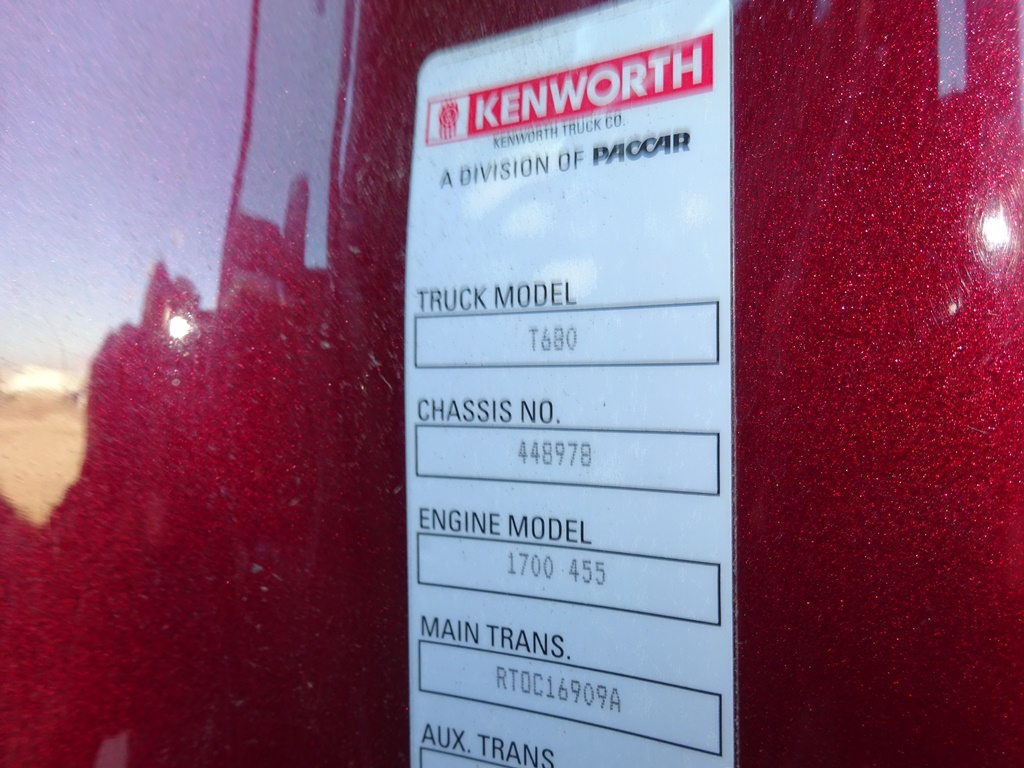 KENWORTH
KENWORTH TRUCK CO.
A DIVISION OF PACCAR
TRUCK MODEL
T680
CHASSIS NO.
448978
ENGINE MODEL
1700 455
MAIN TRANS.
RTOC16909A
AUX. TRANS